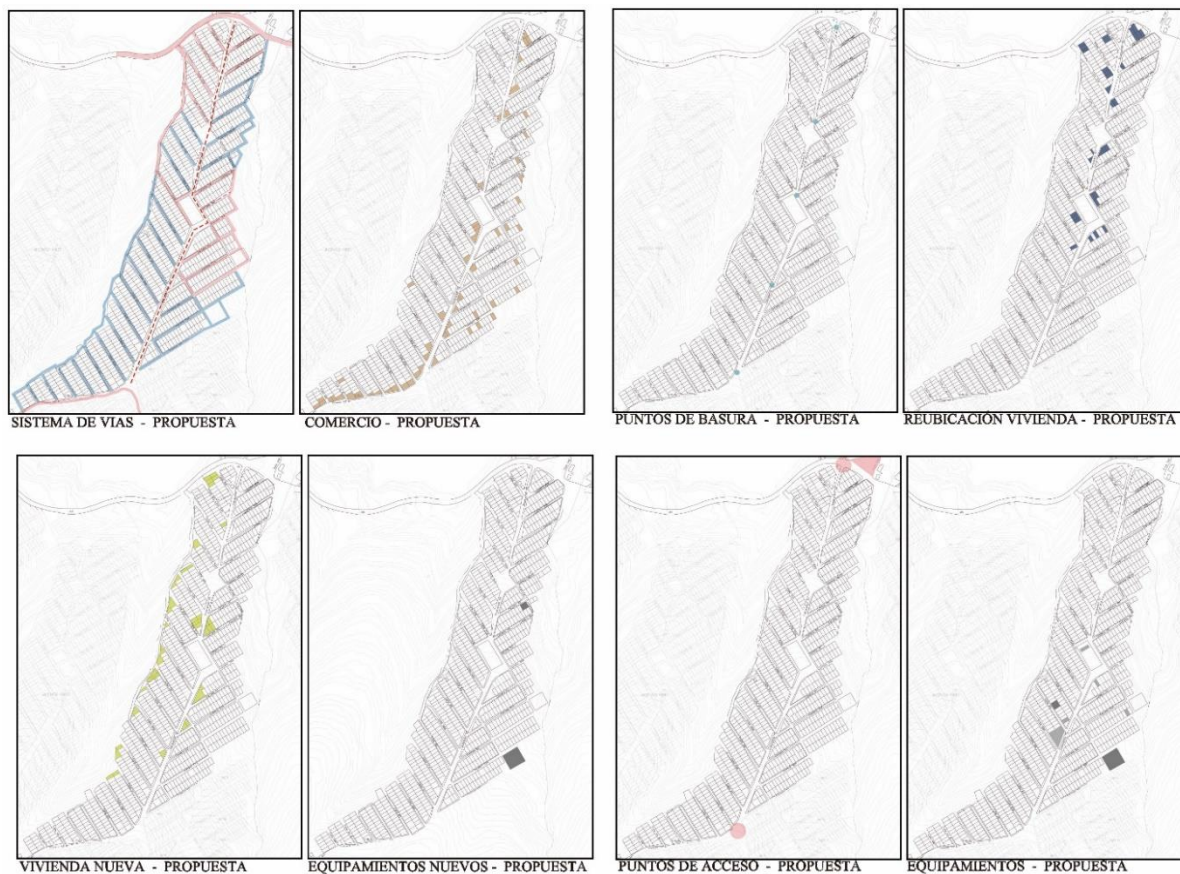 SISTEMA DE VIAS - PROPUESTA
COMERCIO - PROPUESTA
PUNTOS DE BASURA - PROPUESTA
REUBICACIÓN VIVIENDA - PROPUESTA
VIVIENDA NUEVA - PROPUESTA
EQUIPAMIENTOS NUEVOS - PROPUESTA
PUNTOS DE ACCESO - PROPUESTA
EQUIPAMIENTOS - PROPUESTA